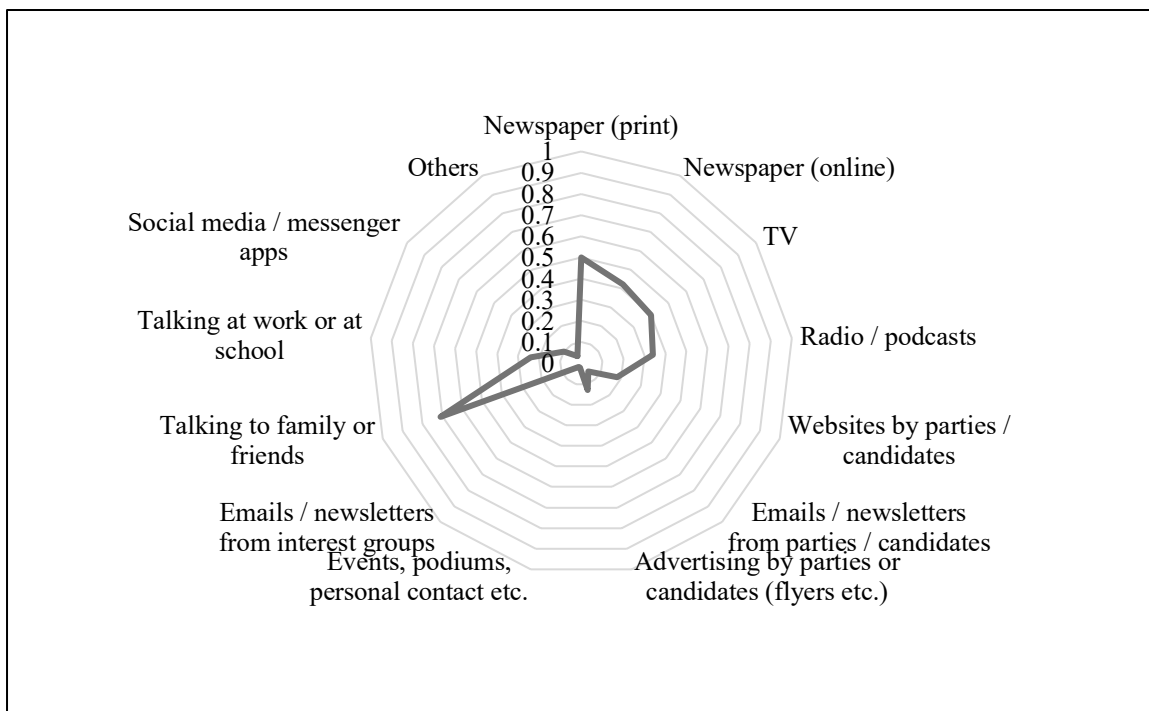 Newspaper (print)
1
0.9
0.8
0.7
0.6
0.5
0.4
0.3
0.2
0.1
0
Newspaper (online)
TV
Radio / podcasts
Websites by parties /
candidates
Emails / newsletters
from parties / candidates
Advertising by parties or
candidates (flyers etc.)
Events, podiums,
personal contact etc.
Emails / newsletters
from interest groups
Talking to family or
friends
Talking at work or at
school
Social media / messenger
apps
Others